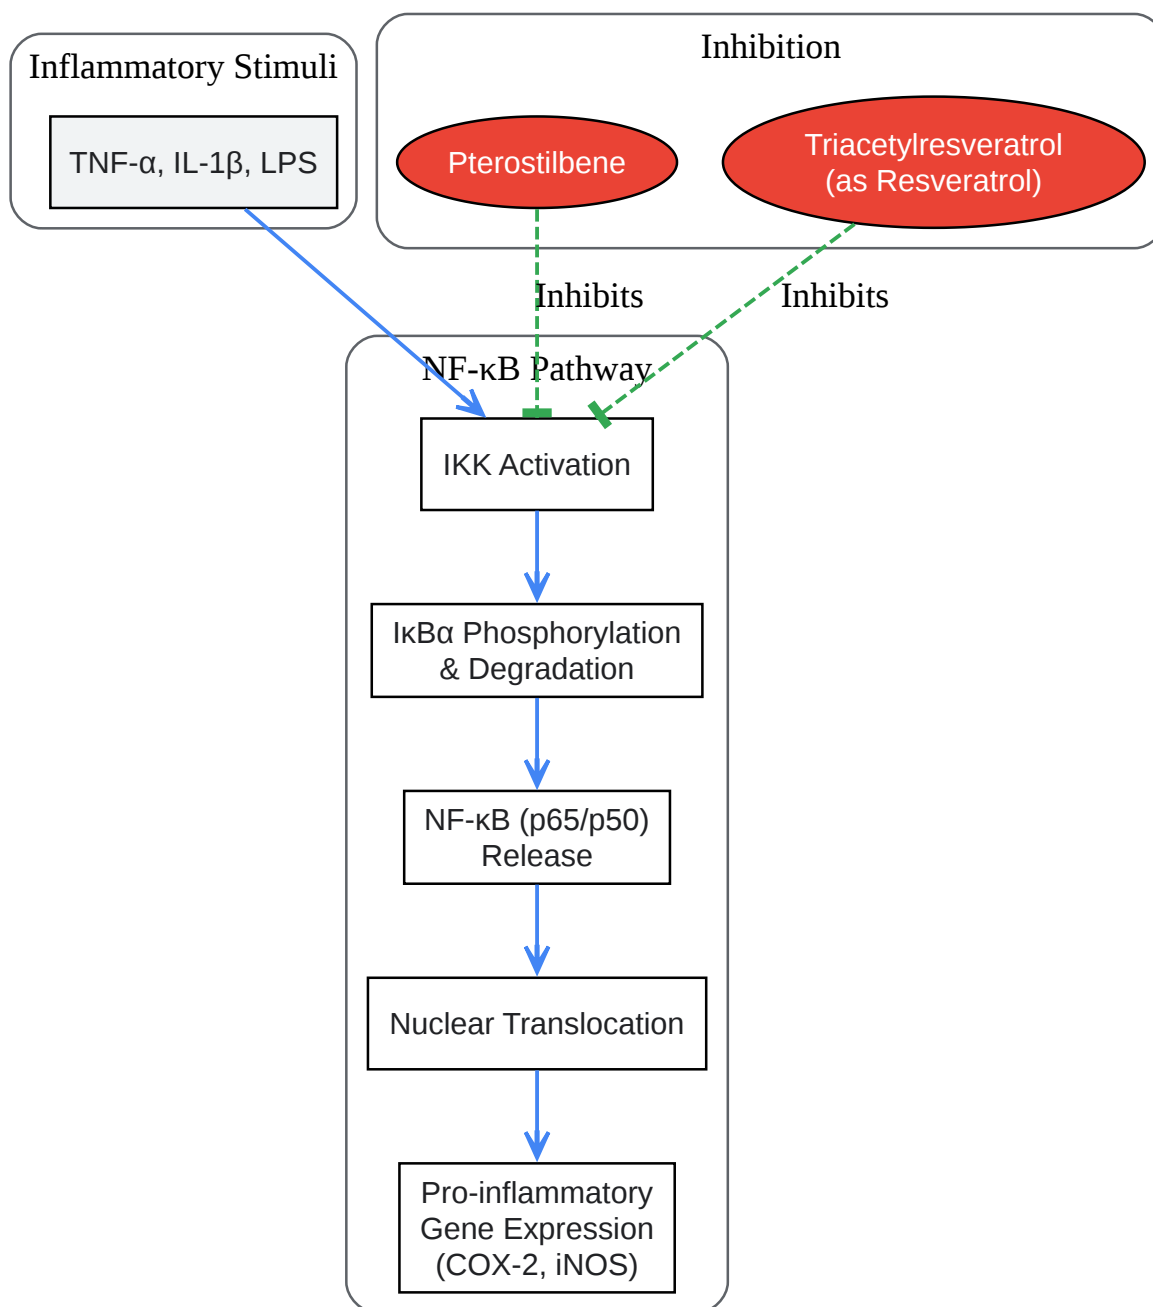 Inflammatory Stimuli
TNF-α, IL-1β, LPS
Inhibition
Pterostilbene
Triacetylresveratrol
(as Resveratrol)
Inhibits
Inhibits
NF-κB Pathway
IKK Activation
IκBα Phosphorylation
& Degradation
NF-κB (p65/p50)
Release
Nuclear Translocation
Pro-inflammatory
Gene Expression
(COX-2, iNOS)